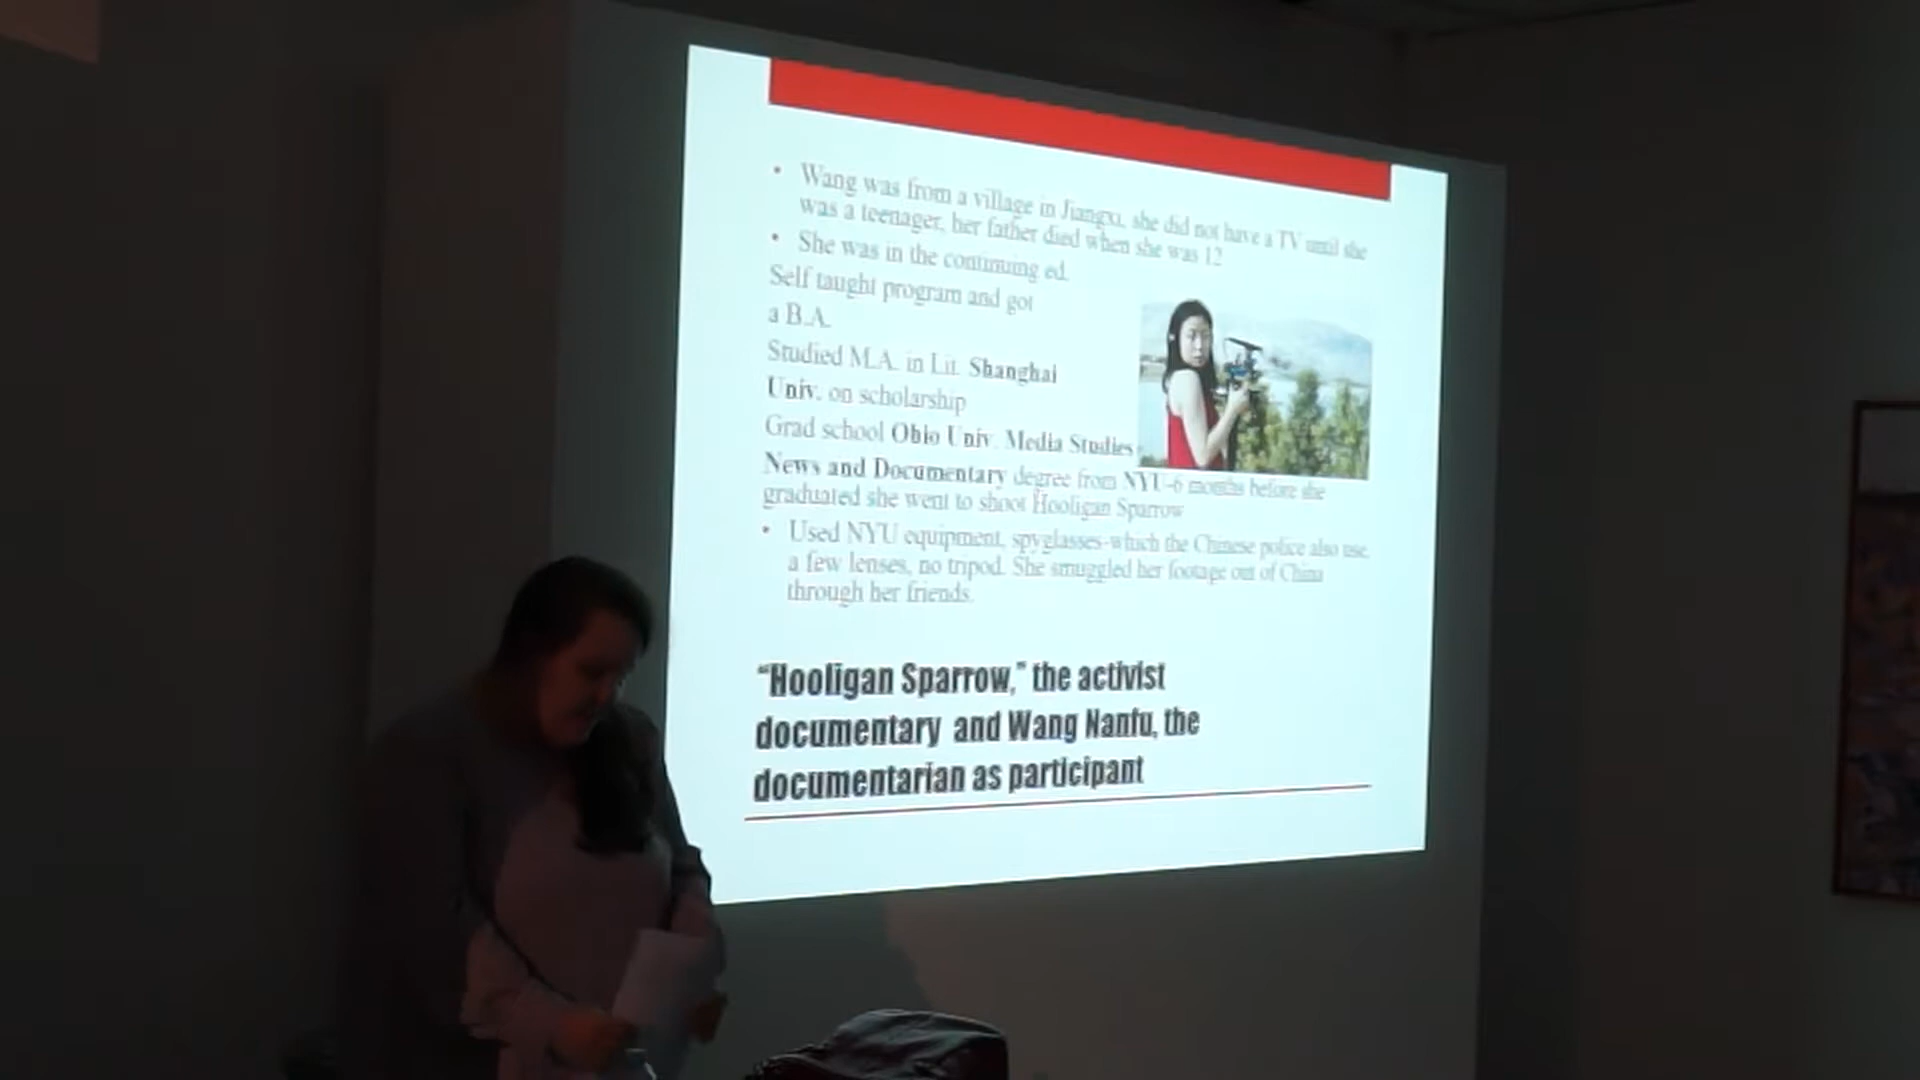 • Wang was from a village in Jiangxi, she did not have a TV until she
was a teenager, her father died when she was 12
• She was in the continuing ed.
Self taught program and got
a B.A.
Studied M.A. in Lit. Shanghai
Univ. on scholarship
Grad school Ohio Univ. Media Studies
News and Documentary degree from NYU-6 months before she
graduated she went to shoot Hooligan Sparrow
• Used NYU equipment, spyglasses-which the Chinese police also use,
a few lenses, no tripod. She smuggled her footage out of China
through her friends.
“Hooligan Sparrow,” the activist
documentary and Wang Nanfu, the
documentarian as participant